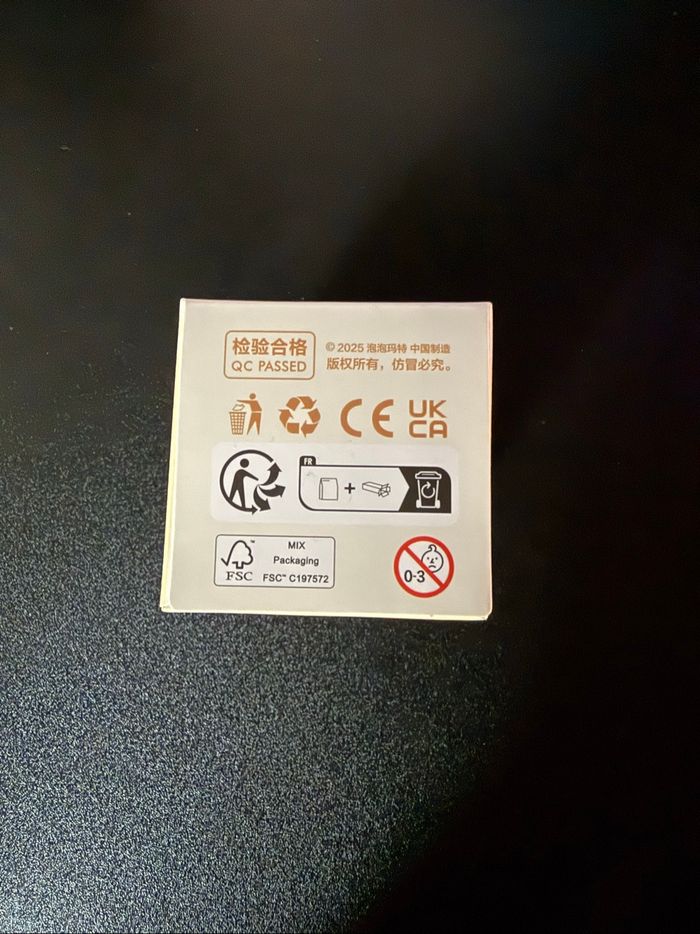 检验合格
QC PASSED
© 2025 泡泡玛特 中国制造
版权所有，仿冒必究。
CE
UK
CA
FR
FSC™
MIX
Packaging
FSC™ C197572
0-3